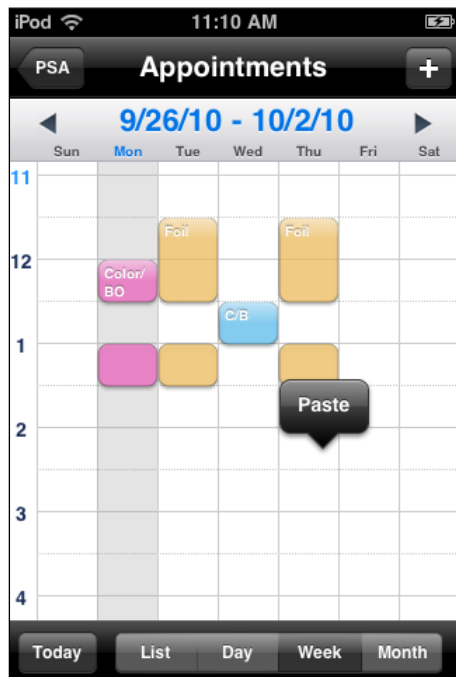 iPod 11:10 AM
PSA Appointments +
9/26/10 - 10/2/10
Sun Mon Tue Wed Thu Fri Sat
11
Foil Foil
12
Color/
BO
C/B
1
Paste
2
3
4
Today List Day Week Month